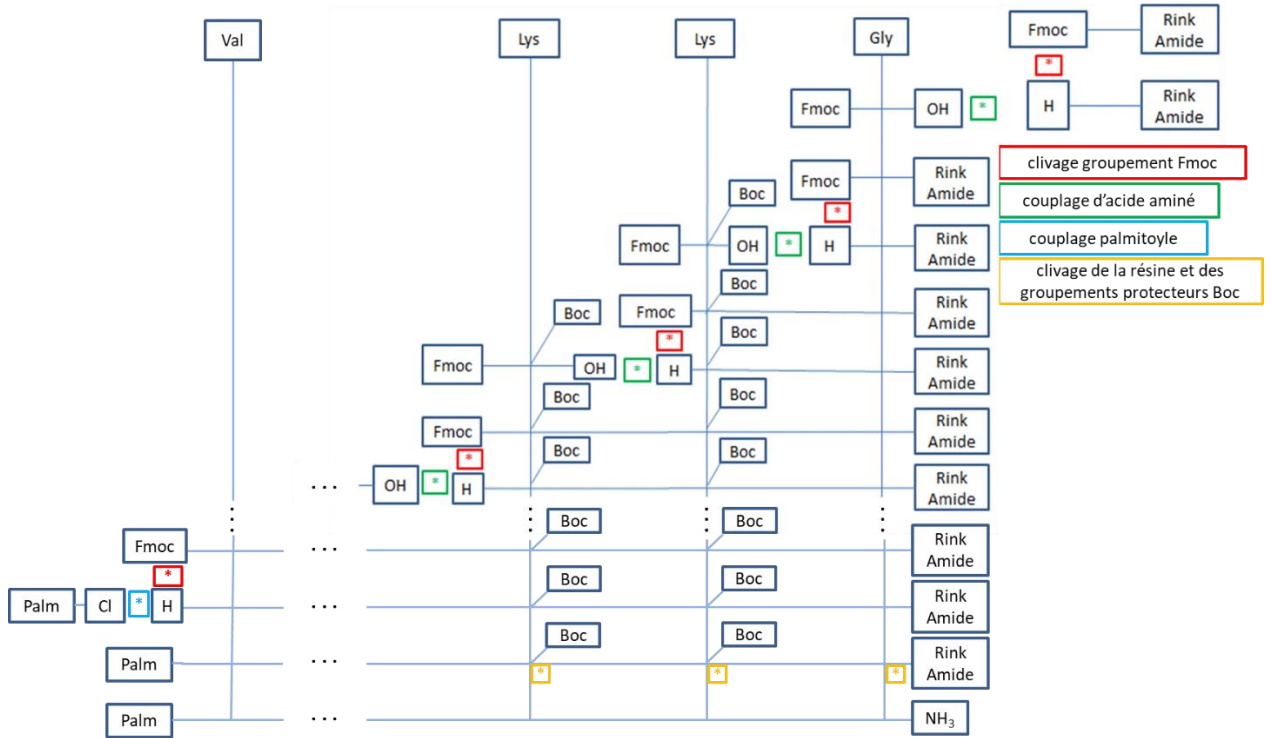 Val
Lys
Lys
Gly
Fmoc
Rink
Amide
*
Fmoc
OH
*
H
Rink
Amide
clivage groupement Fmoc
couplage d'acide aminé
couplage palmitoyle
clivage de la résine et des
groupements protecteurs Boc
Fmoc
Rink
Amide
Boc
*
Fmoc
OH
*
H
Rink
Amide
Boc
Fmoc
Rink
Amide
Boc
*
Boc
Fmoc
OH
*
H
Rink
Amide
Boc
Boc
Fmoc
Rink
Amide
*
Boc
Boc
...
OH
*
H
Rink
Amide
Boc
Boc
Fmoc
...
Rink
Amide
*
Boc
Boc
Palm
Cl
*
H
...
Rink
Amide
Boc
Boc
Palm
...
Rink
Amide
*
*
*
Palm
...
NH₃